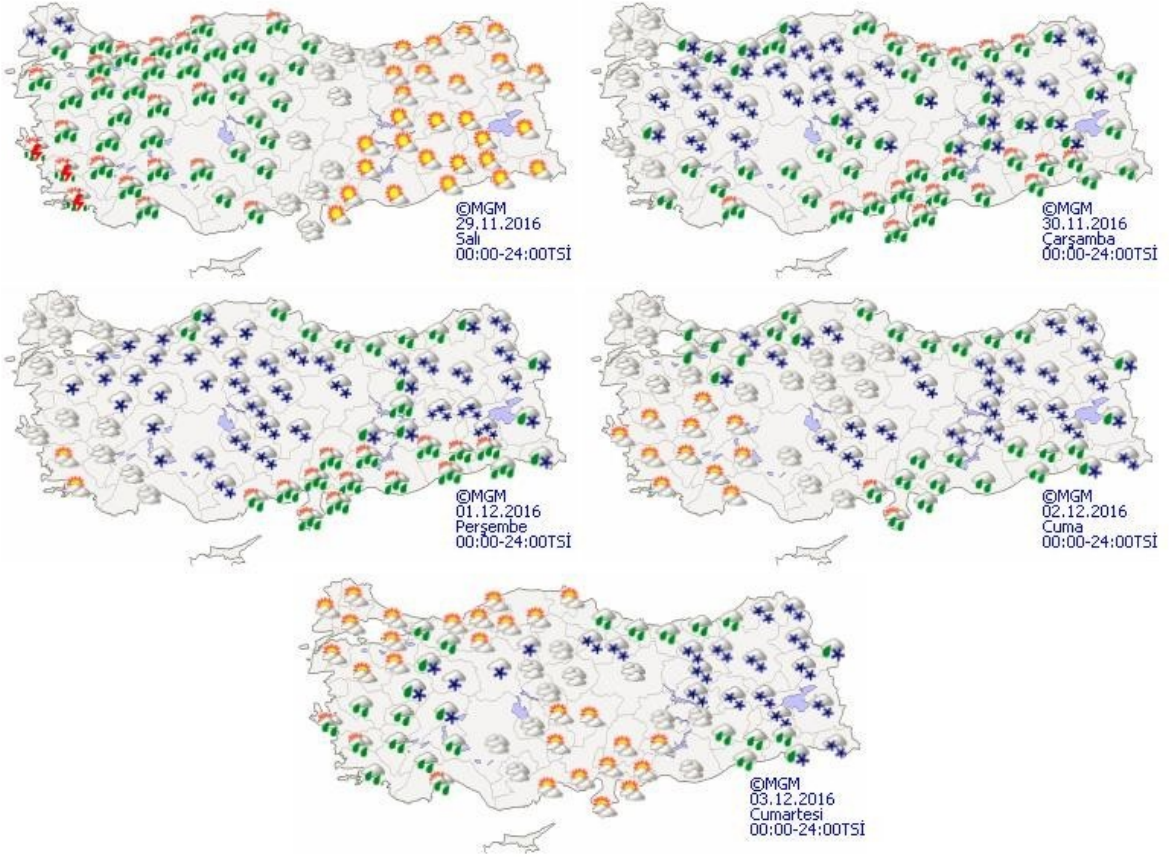 ©MGM
29.11.2016
Salı
00:00-24:00TSİ
©MGM
30.11.2016
Çarşamba
00:00-24:00TSİ
©MGM
01.12.2016
Perşembe
00:00-24:00TSİ
©MGM
02.12.2016
Cuma
00:00-24:00TSİ
©MGM
03.12.2016
Cumartesi
00:00-24:00TSİ